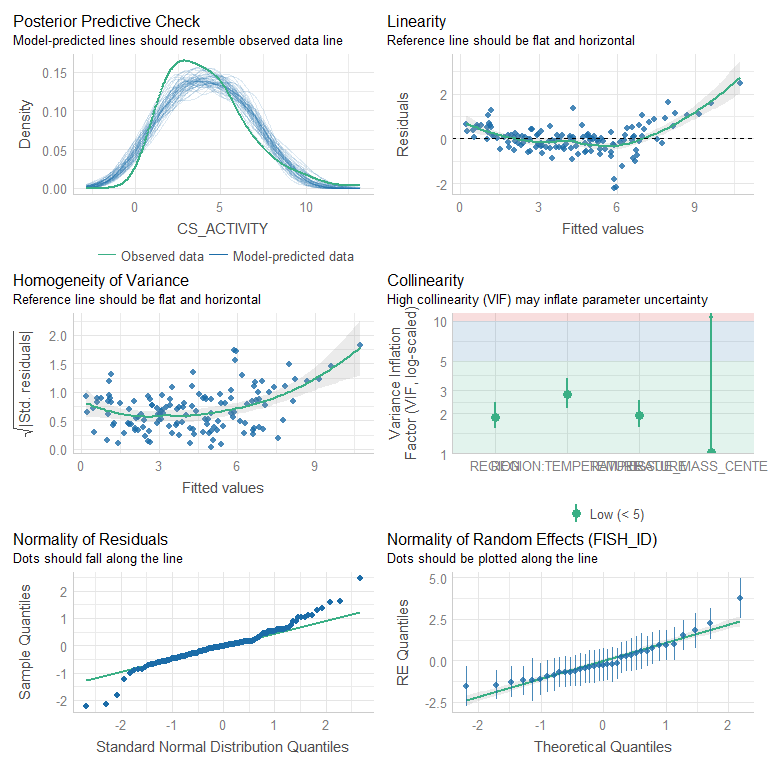 Posterior Predictive Check
Model-predicted lines should resemble observed data line
Density
0.15
0.10
0.05
0.00
0
5
10
CS_ACTIVITY
Observed data
Model-predicted data
Linearity
Reference line should be flat and horizontal
Residuals
2
0
-2
0
3
6
9
Fitted values
Homogeneity of Variance
Reference line should be flat and horizontal
√|Std. residuals|
2.0
1.5
1.0
0.5
0.0
0
3
6
9
Fitted values
Collinearity
High collinearity (VIF) may inflate parameter uncertainty
Variance Inflation
Factor (VIF, log-scaled)
10
5
3
2
1
Low (< 5)
Normality of Residuals
Dots should fall along the line
Sample Quantiles
2
1
0
-1
-2
-2
-1
0
1
2
Standard Normal Distribution Quantiles
Normality of Random Effects (FISH_ID)
Dots should be plotted along the line
RE Quantiles
5.0
2.5
0.0
-2.5
-2
-1
0
1
2
Theoretical Quantiles